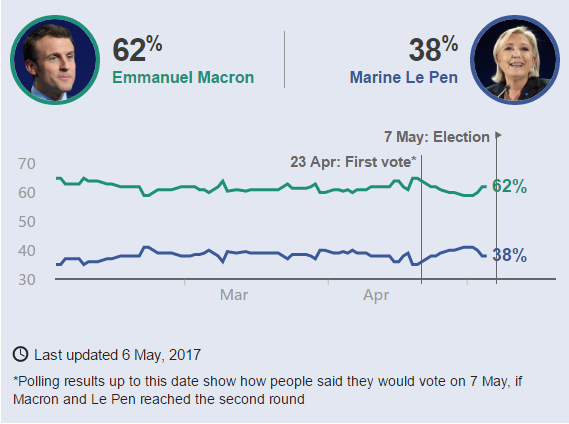 62% 38%
Emmanuel Macron Marine Le Pen
7 May: Election
23 Apr: First vote*
70
60
50
40
30
62%
38%
Mar Apr
Last updated 6 May, 2017
*Polling results up to this date show how people said they would vote on 7 May, if
Macron and Le Pen reached the second round